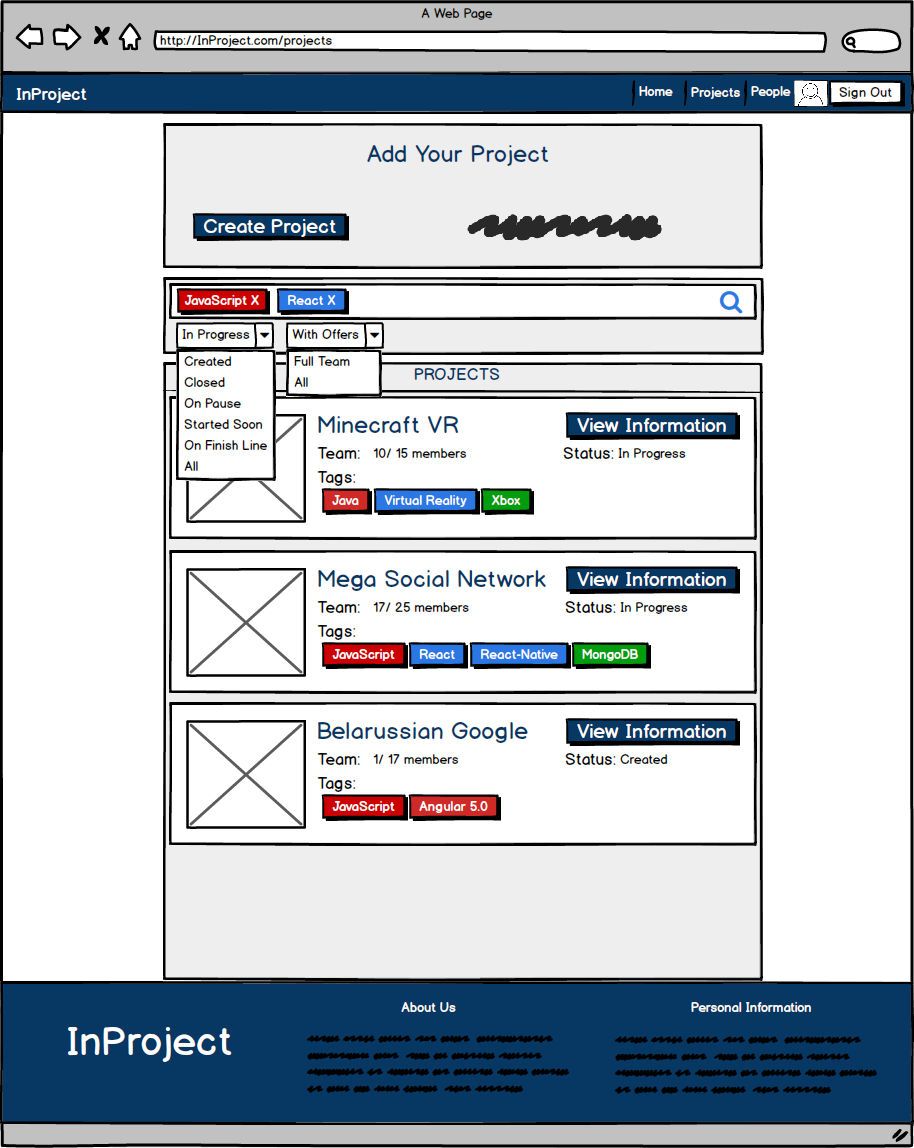 A Web Page
http://InProject.com/projects
InProject Home Projects People Sign Out
Add Your Project
Create Project
JavaScript X React X
In Progress With Offers
Created Full Team
Closed All
On Pause
Started Soon
On Finish Line
All
PROJECTS
Minecraft VR View Information
Team: 10/ 15 members Status: In Progress
Tags:
Java Virtual Reality Xbox
Mega Social Network View Information
Team: 17/ 25 members Status: In Progress
Tags:
JavaScript React React-Native MongoDB
Belarussian Google View Information
Team: 1/ 17 members Status: Created
Tags:
JavaScript Angular 5.0
InProject
About Us
Personal Information